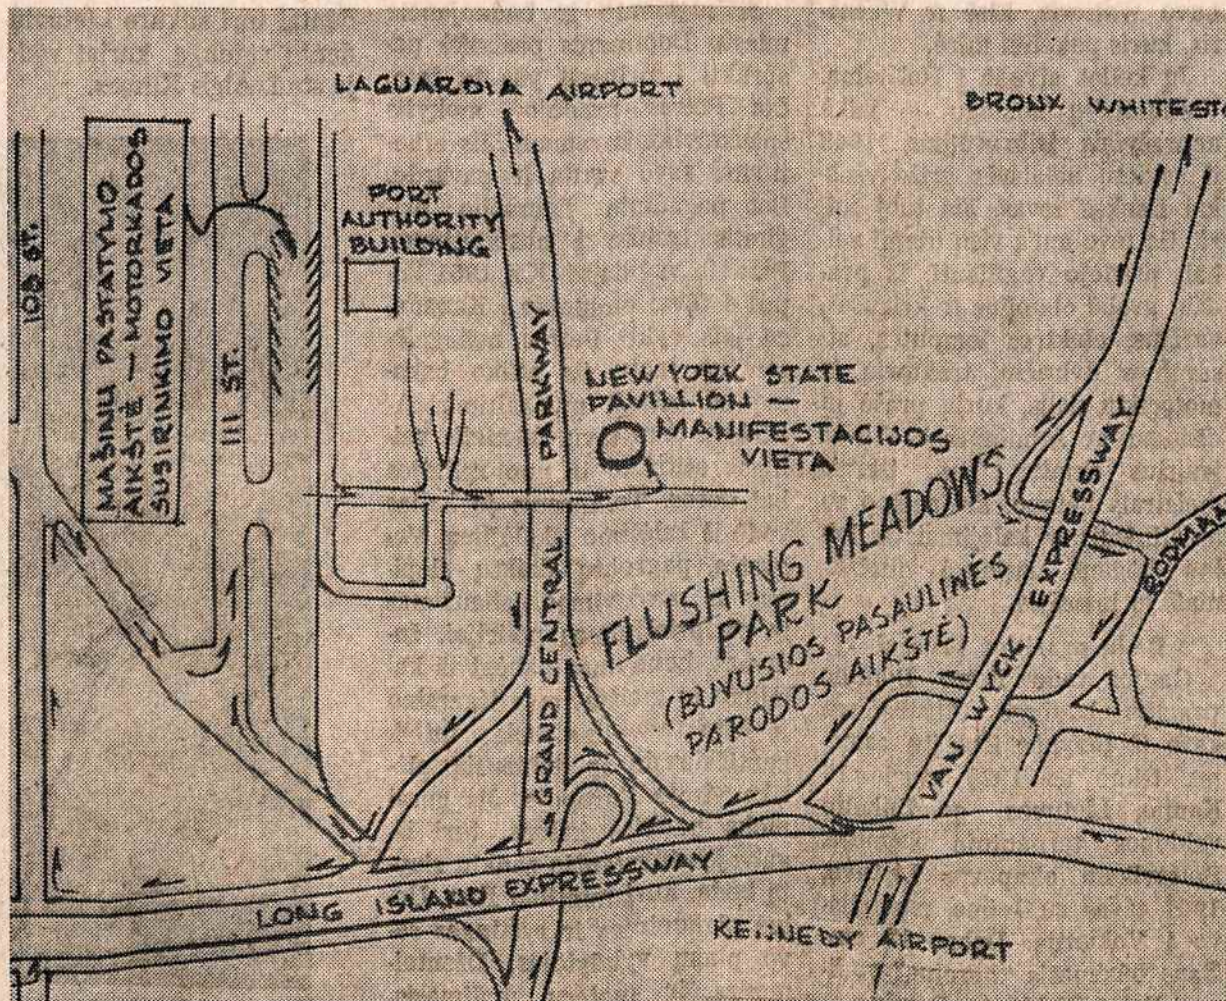 LAGUARDIA AIRPORT
BRONX WHITEST
108 ST.
MAŠINŲ PASTATYMO
AIKŠTĖ — MOTORKADOS
SUSIRINKIMO VIETA
111 ST.
PORT
AUTHORITY
BUILDING
GRAND CENTRAL PARKWAY
NEW YORK STATE
PAVILLION —
MANIFESTACIJOS
VIETA
FLUSHING MEADOWS
PARK
(BUVUSIOS PASAULINĖS
PARODOS AIKŠTĖ)
VAN WYCK EXPRESSWAY
RODMAN
LONG ISLAND EXPRESSWAY
KENNEDY AIRPORT